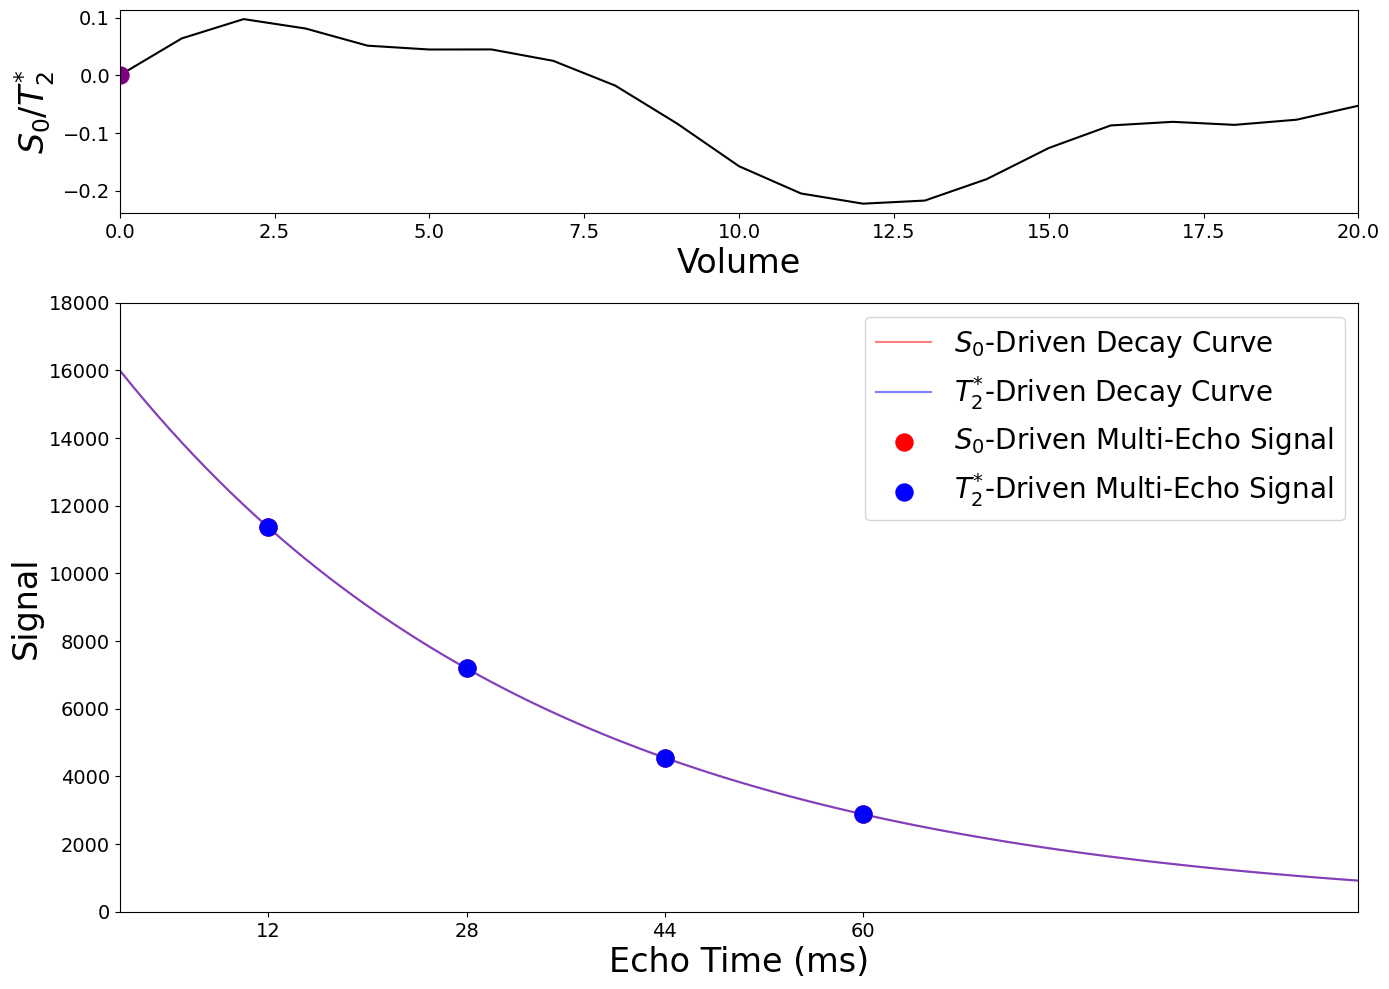 0.1
0.0
−0.1
−0.2
S₀/T₂*
0.0 2.5 5.0 7.5 10.0 12.5 15.0 17.5 20.0
Volume
18000
16000
14000
12000
10000
8000
6000
4000
2000
0
Signal
S₀-Driven Decay Curve
T₂*-Driven Decay Curve
S₀-Driven Multi-Echo Signal
T₂*-Driven Multi-Echo Signal
12 28 44 60
Echo Time (ms)